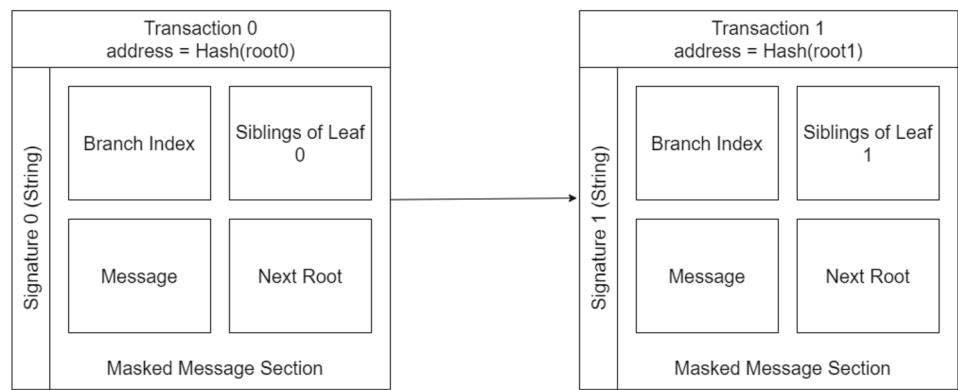 Transaction 0
address = Hash(root0)
Signature 0 (String)
Branch Index
Siblings of Leaf
0
Message
Next Root
Masked Message Section
Transaction 1
address = Hash(root1)
Signature 1 (String)
Branch Index
Siblings of Leaf
1
Message
Next Root
Masked Message Section